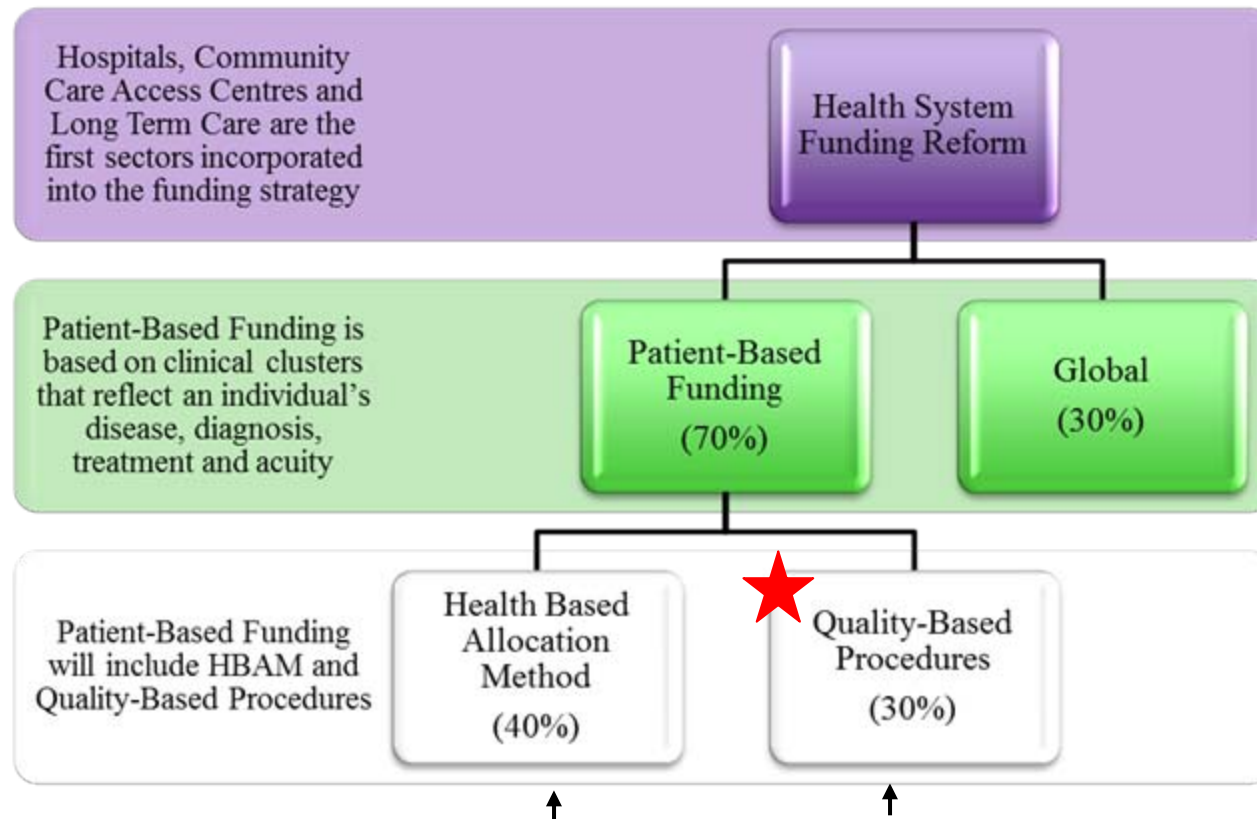 Hospitals, Community
Care Access Centres and
Long Term Care are the
first sectors incorporated
into the funding strategy
Health System
Funding Reform
Patient-Based Funding is
based on clinical clusters
that reflect an individual's
disease, diagnosis,
treatment and acuity
Patient-Based
Funding
(70%)
Global
(30%)
Patient-Based Funding
will include HBAM and
Quality-Based Procedures
Health Based
Allocation
Method
(40%)
Quality-Based
Procedures
(30%)